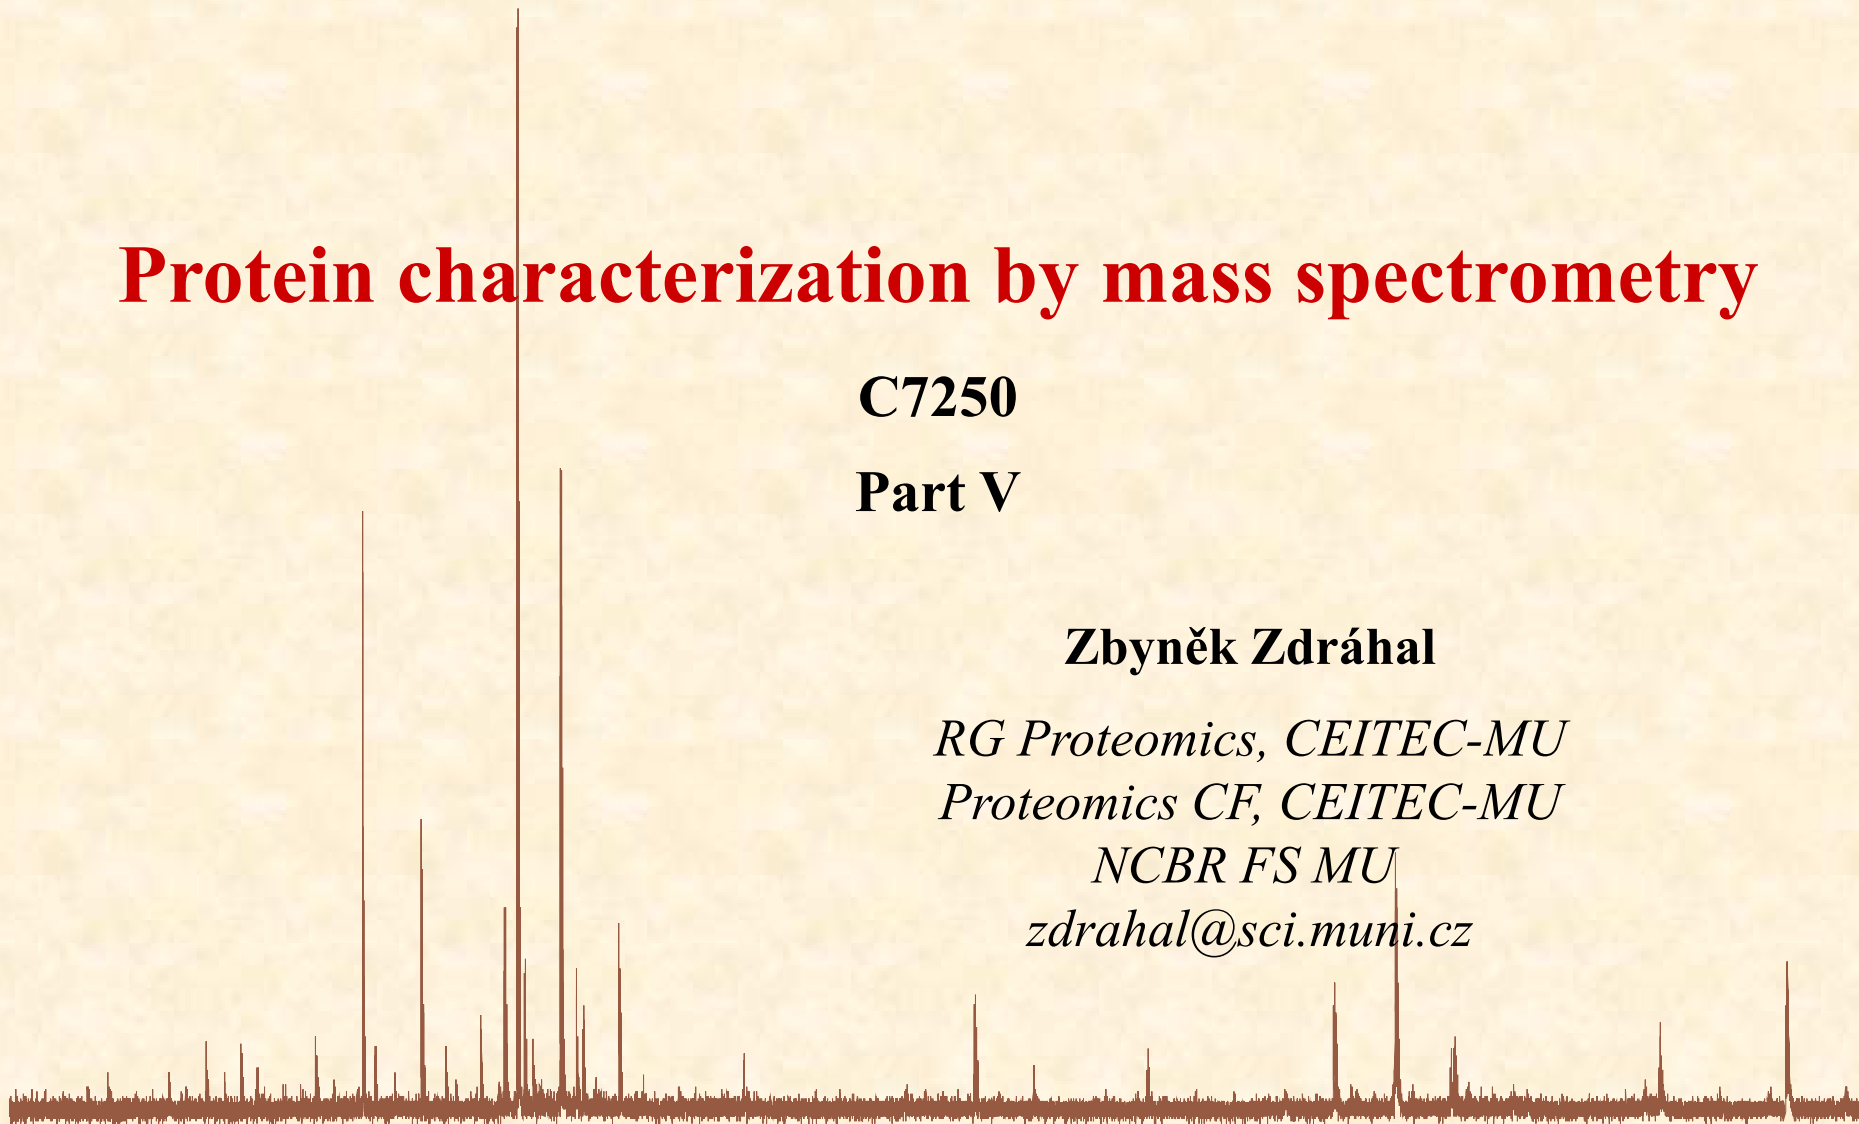 Protein characterization by mass spectrometry
C7250
Part V
Zbyněk Zdráhal
RG Proteomics, CEITEC-MU
Proteomics CF, CEITEC-MU
NCBR FS MU
zdrahal@sci.muni.cz